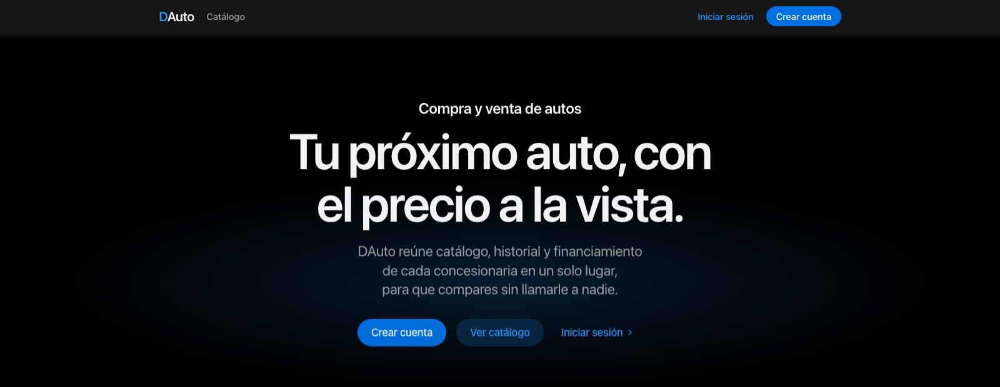 DAuto
Catálogo
Iniciar sesión
Crear cuenta
Compra y venta de autos
Tu próximo auto, con
el precio a la vista.
DAuto reúne catálogo, historial y financiamiento
de cada concesionaria en un solo lugar,
para que compares sin llamarle a nadie.
Crear cuenta
Ver catálogo
Iniciar sesión